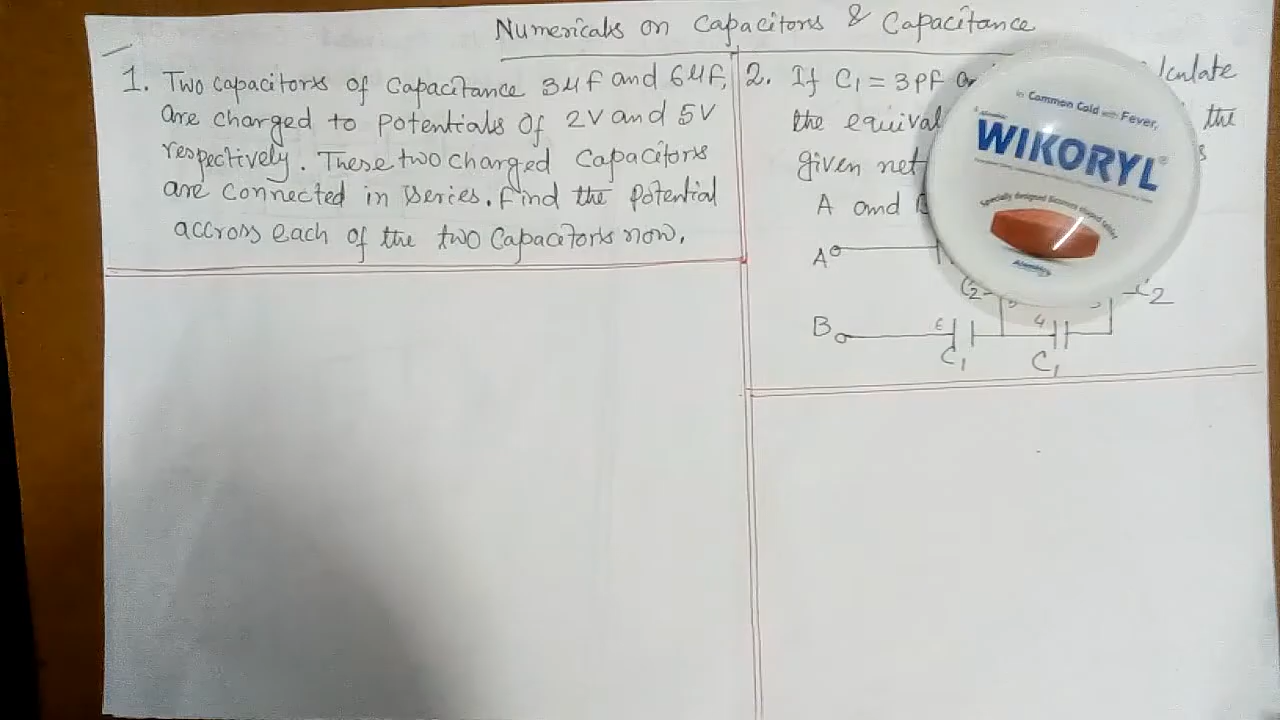 Numericals on Capacitors & Capacitance
1. Two capacitors of Capacitance 3μf and 6μf,
are charged to potentials of 2V and 5V
respectively. These two charged Capacitors
are connected in series. find the potential
accross each of the two Capacitors now.
2. If C1 = 3PF
the equival the
given net
A and
A
C2 C2
B
C1 4 C1
in Common Cold with Fever,
WIKORYL®
Alembic